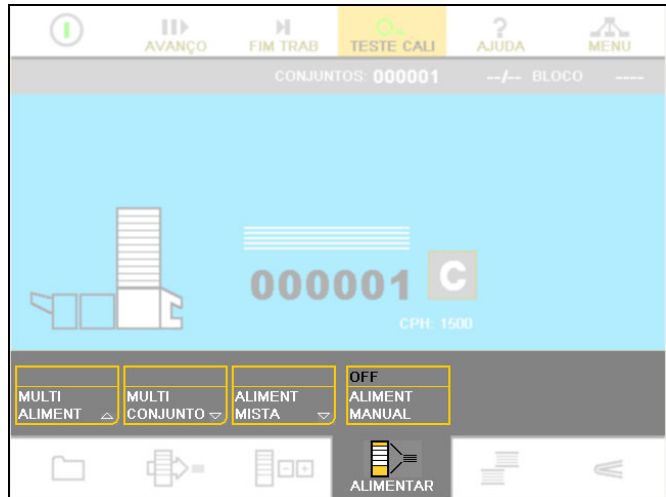 AVANÇO FIM TRAB TESTE CALI AJUDA MENU
CONJUNTOS: 000001 --/-- BLOCO ----
000001 C
CPH: 1500
OFF
MULTI MULTI ALIMENT ALIMENT
ALIMENT CONJUNTO MISTA MANUAL
ALIMENTAR